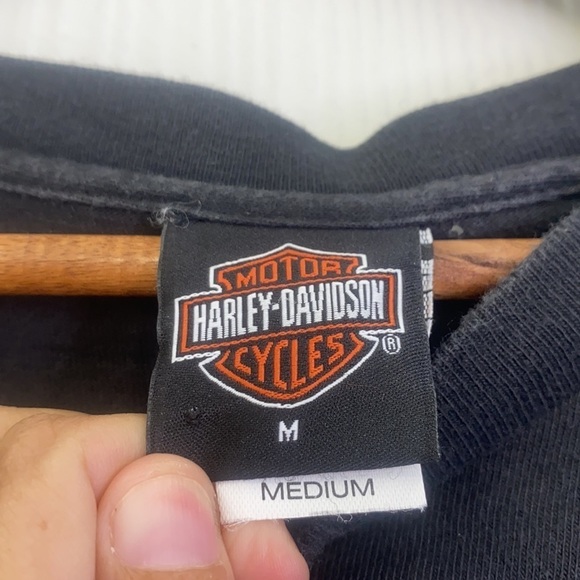 MOTOR
HARLEY-DAVIDSON
CYCLES
®
M
MEDIUM